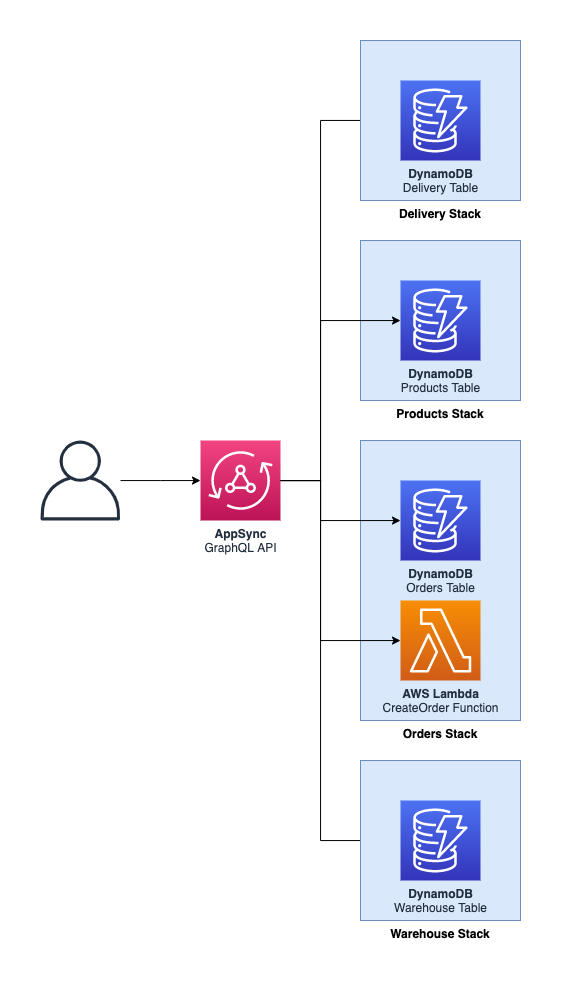 DynamoDB
Delivery Table
Delivery Stack
DynamoDB
Products Table
Products Stack
AppSync
GraphQL API
DynamoDB
Orders Table
AWS Lambda
CreateOrder Function
Orders Stack
DynamoDB
Warehouse Table
Warehouse Stack